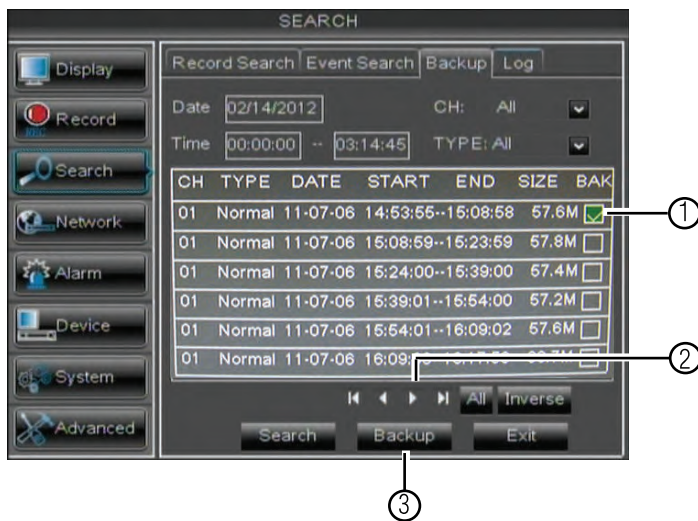 SEARCH
Display
Record
REC
Search
Network
Alarm
Device
System
Advanced
Record Search Event Search Backup Log
Date 02/14/2012 CH: All
Time 00:00:00 -- 03:14:45 TYPE: All
CH TYPE DATE START END SIZE BAK
01 Normal 11-07-06 14:53:55--15:08:58 57.6M
01 Normal 11-07-06 15:08:59--15:23:59 57.8M
01 Normal 11-07-06 15:24:00--15:39:00 57.4M
01 Normal 11-07-06 15:39:01--15:54:00 57.2M
01 Normal 11-07-06 15:54:01--16:09:02 57.6M
01 Normal 11-07-06
All Inverse
Search Backup Exit
1
2
3